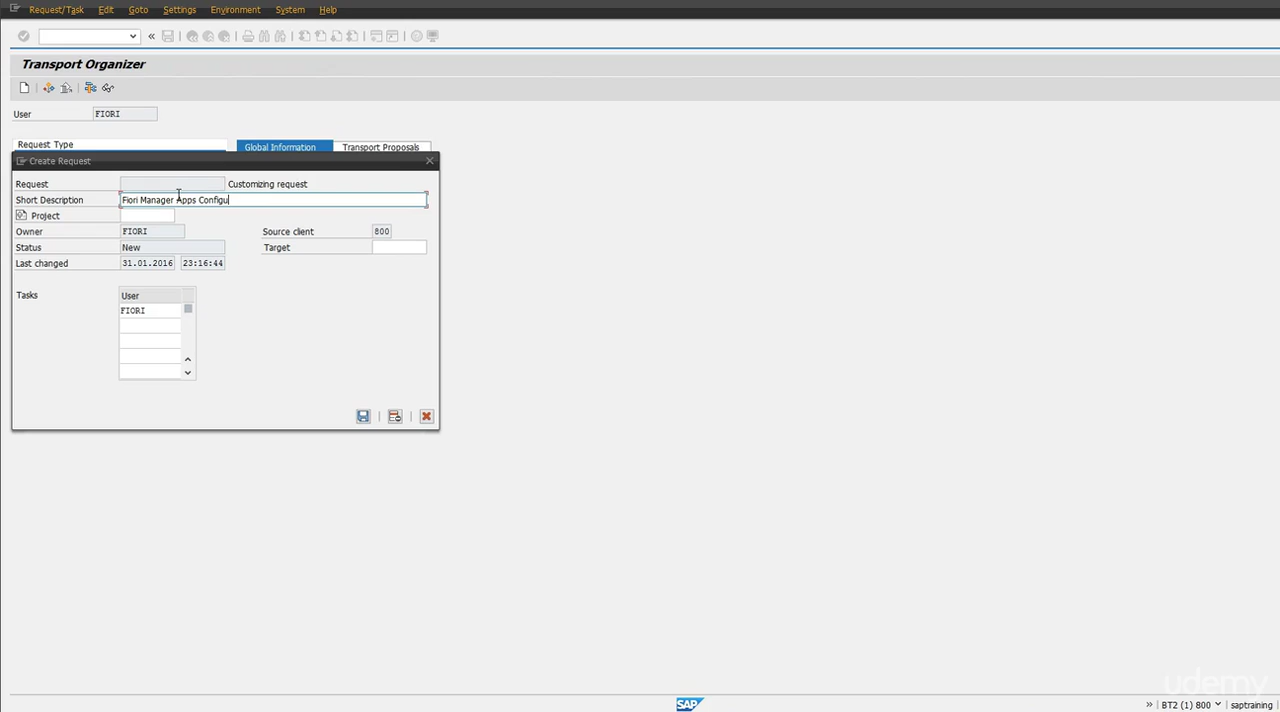 Request/Task Edit Goto Settings Environment System Help
Transport Organizer
User FIORI
Request Type Global Information Transport Proposals
Create Request
Request Customizing request
Short Description Fiori Manager Apps Configu
Project
Owner FIORI Source client 800
Status New Target
Last changed 31.01.2016 23:16:44
Tasks User
FIORI
udemy
SAP BT2 (1) 800 saptraining